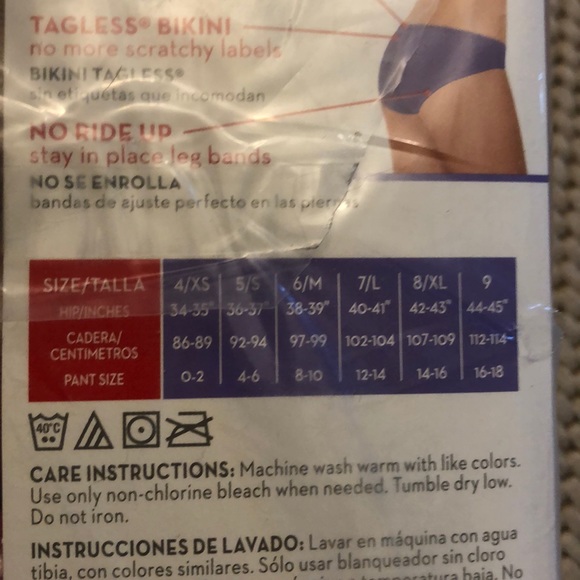 TAGLESS® BIKINI
no more scratchy labels
BIKINI TAGLESS®
sin etiquetas que incomodan
NO RIDE UP
stay in place leg bands
NO SE ENROLLA
bandas de ajuste perfecto en las piernas
SIZE/TALLA 4/XS 5/S 6/M 7/L 8/XL 9
HIP/INCHES 34-35" 36-37" 38-39" 40-41" 42-43" 44-45"
CADERA/
CENTIMETROS 86-89 92-94 97-99 102-104 107-109 112-114
PANT SIZE 0-2 4-6 8-10 12-14 14-16 16-18
40°C
CARE INSTRUCTIONS: Machine wash warm with like colors.
Use only non-chlorine bleach when needed. Tumble dry low.
Do not iron.
INSTRUCCIONES DE LAVADO: Lavar en máquina con agua
tibia, con colores similares. Sólo usar blanqueador sin cloro
temperatura baja. No